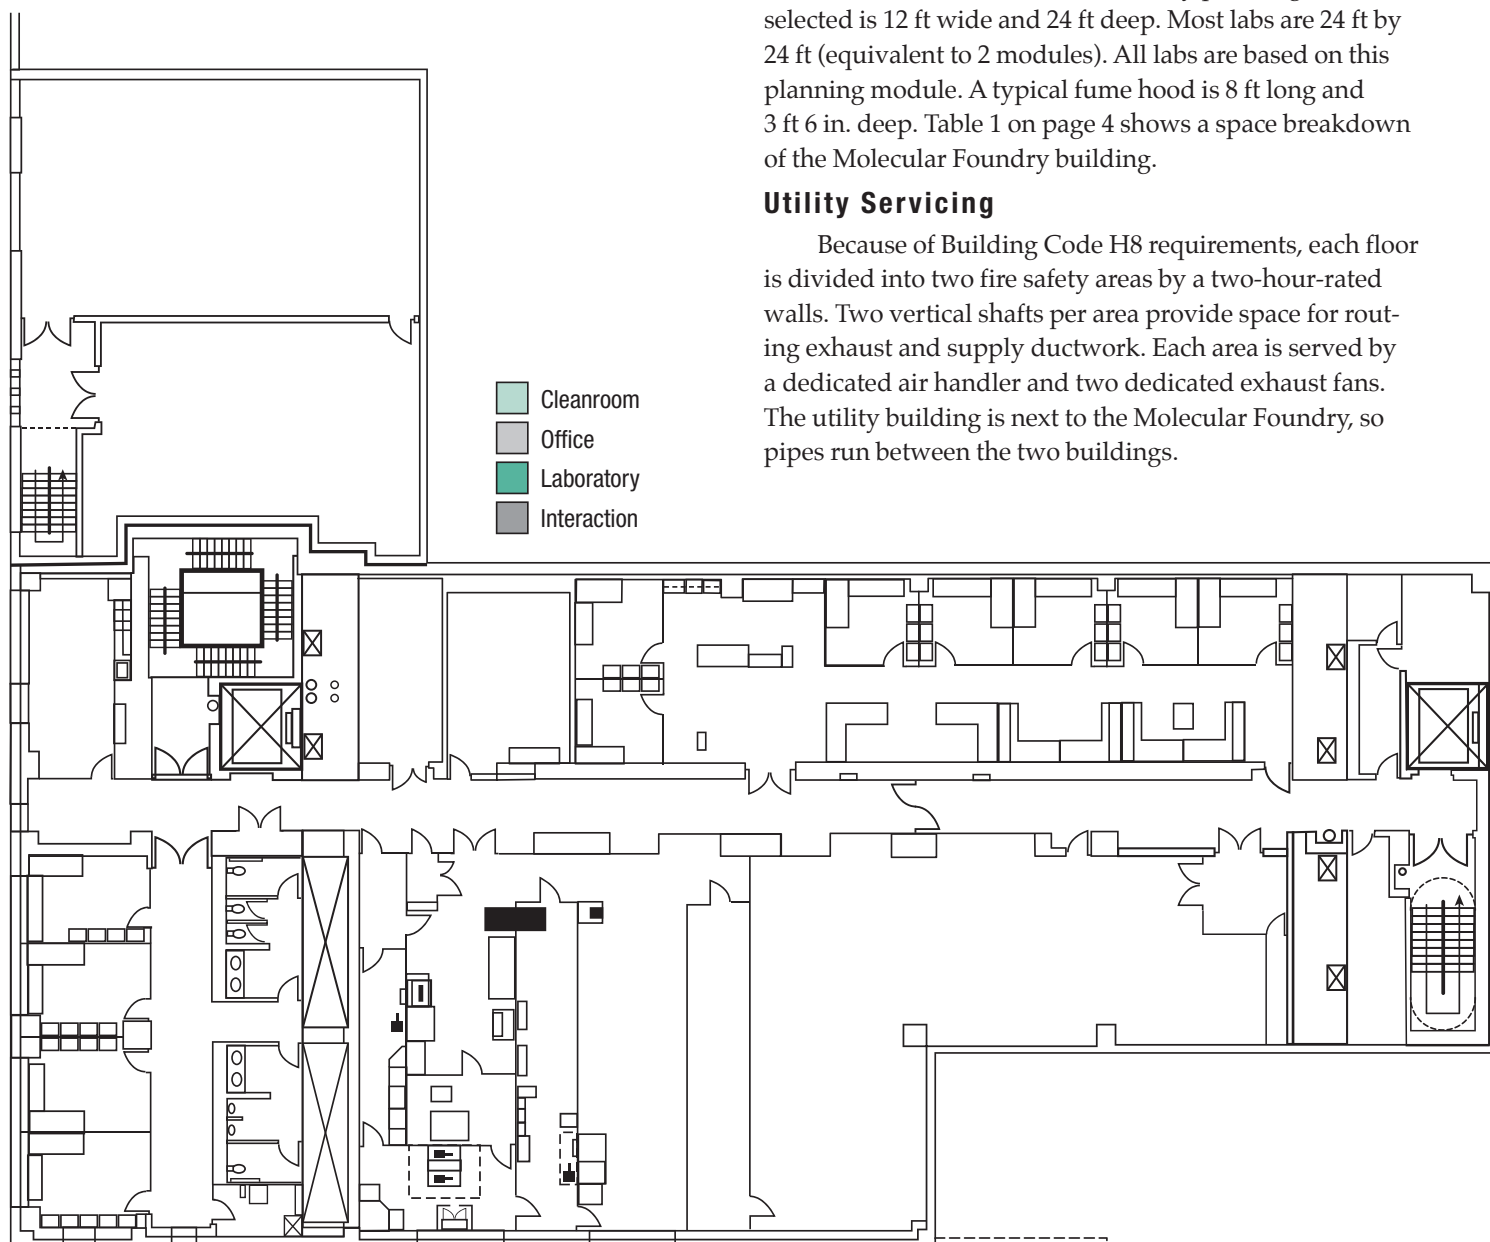 selected is 12 ft wide and 24 ft deep. Most labs are 24 ft by
24 ft (equivalent to 2 modules). All labs are based on this
planning module. A typical fume hood is 8 ft long and
3 ft 6 in. deep. Table 1 on page 4 shows a space breakdown
of the Molecular Foundry building.
Utility Servicing
Because of Building Code H8 requirements, each floor
is divided into two fire safety areas by a two-hour-rated
walls. Two vertical shafts per area provide space for rout-
ing exhaust and supply ductwork. Each area is served by
a dedicated air handler and two dedicated exhaust fans.
The utility building is next to the Molecular Foundry, so
pipes run between the two buildings.
Cleanroom
Office
Laboratory
Interaction